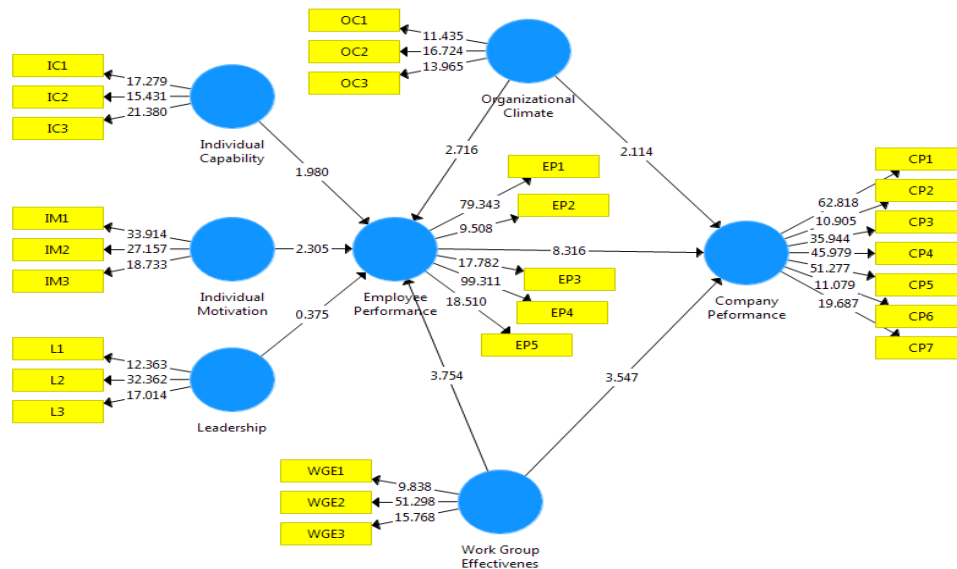 OC1
11.435
OC2
16.724
OC3
13.965
Organizational
Climate
IC1
17.279
IC2
15.431
IC3
21.380
Individual
Capability
1.980
2.716
2.114
IM1
33.914
IM2
27.157
IM3
18.733
Individual
Motivation
2.305
L1
12.363
L2
32.362
L3
17.014
Leadership
0.375
EP1
79.343
EP2
9.508
8.316
17.782
EP3
99.311
EP4
18.510
EP5
Employee
Performance
CP1
62.818
CP2
10.905
CP3
35.944
CP4
45.979
CP5
51.277
CP6
11.079
CP7
19.687
Company
Peformance
3.754
3.547
WGE1
9.838
WGE2
51.298
WGE3
15.768
Work Group
Effectivenes